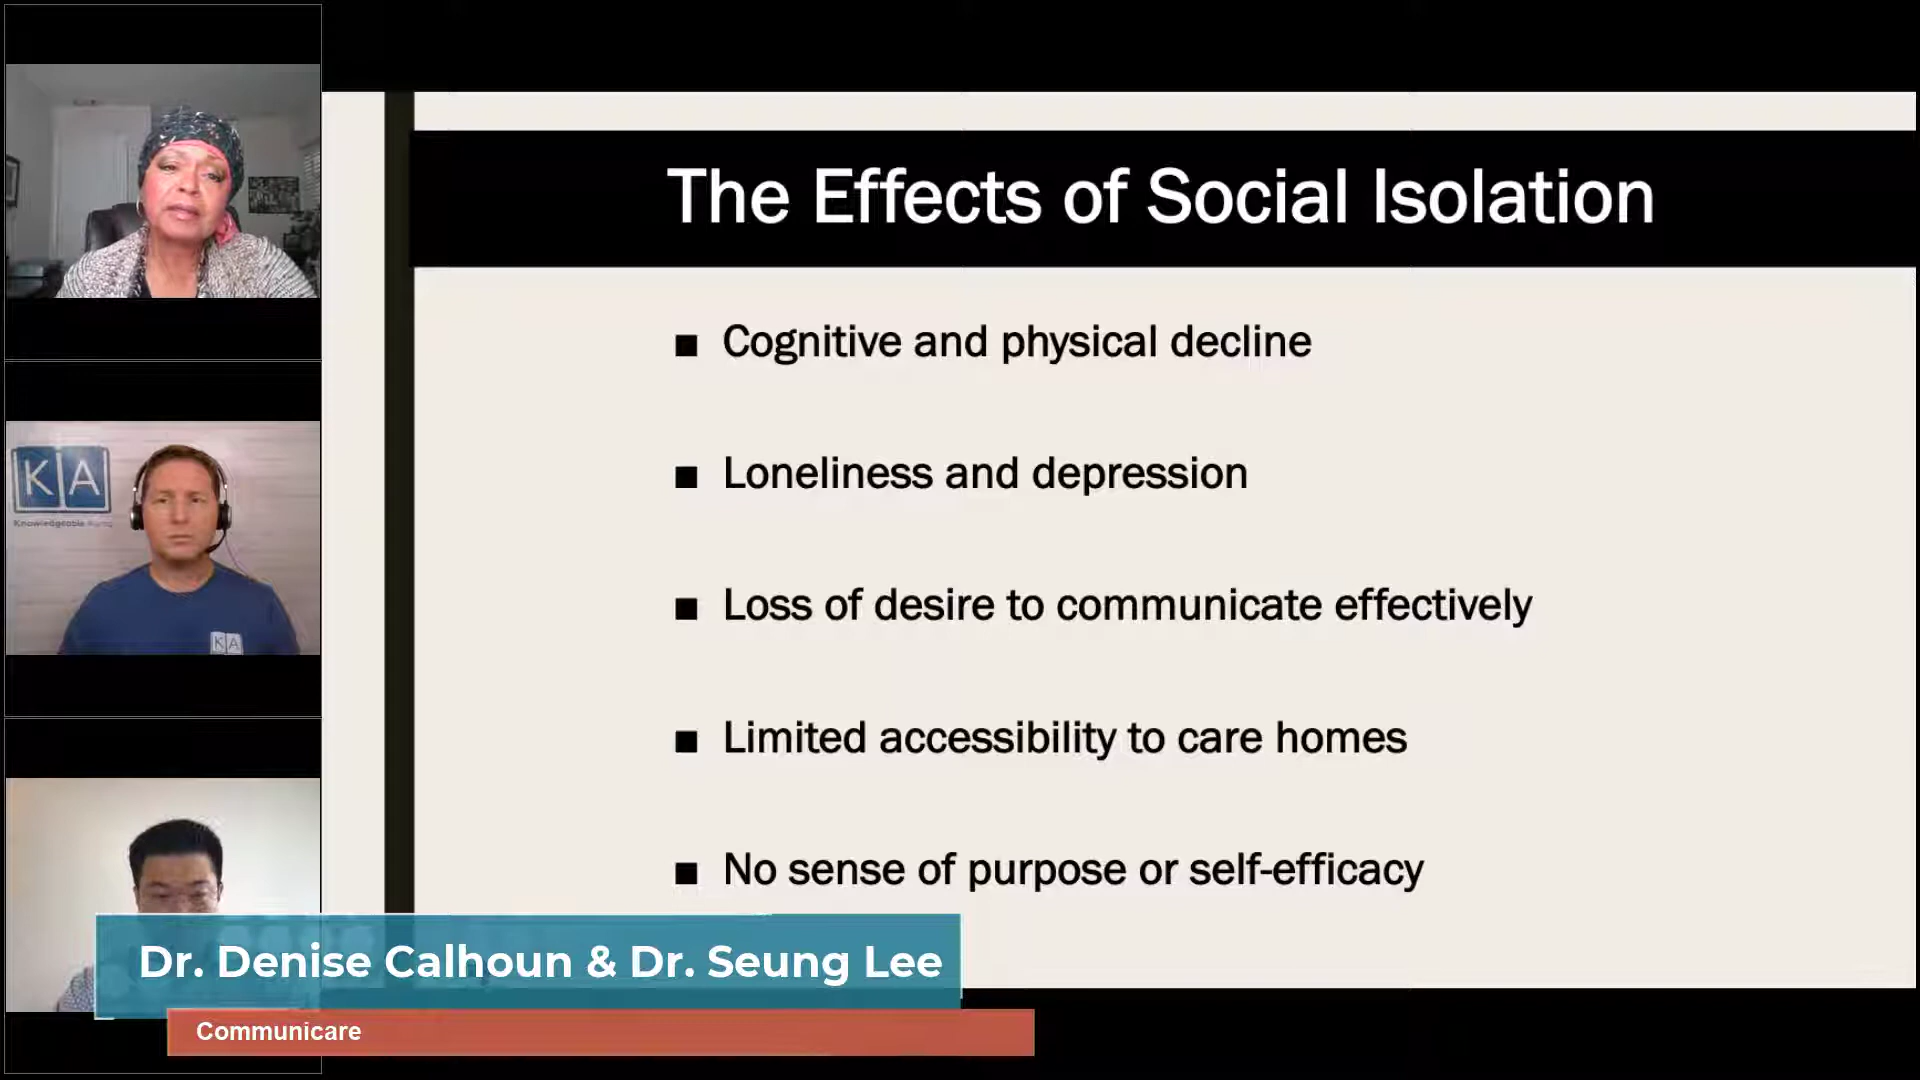 The Effects of Social Isolation
■ Cognitive and physical decline
■ Loneliness and depression
■ Loss of desire to communicate effectively
■ Limited accessibility to care homes
■ No sense of purpose or self-efficacy
K A
Knowledgeable Aging
K A
Dr. Denise Calhoun & Dr. Seung Lee
Communicare